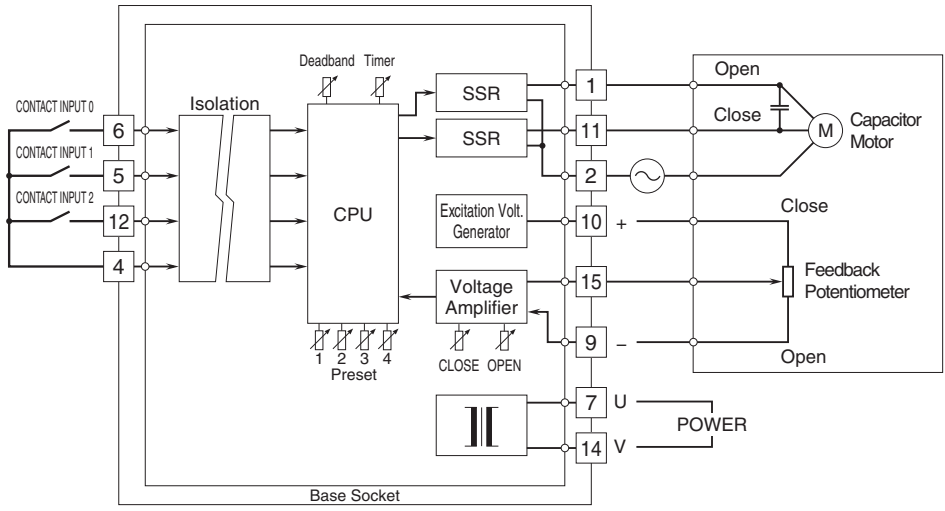 Deadband Timer
CONTACT INPUT 0
6
CONTACT INPUT 1
5
CONTACT INPUT 2
12
4
Isolation
CPU
1 2 3 4
Preset
SSR
SSR
Excitation Volt.
Generator
Voltage
Amplifier
CLOSE OPEN
1
11
2
10 +
15
9 –
7 U
14 V
POWER
Open
Close
M
Capacitor
Motor
Close
Feedback
Potentiometer
Open
Base Socket